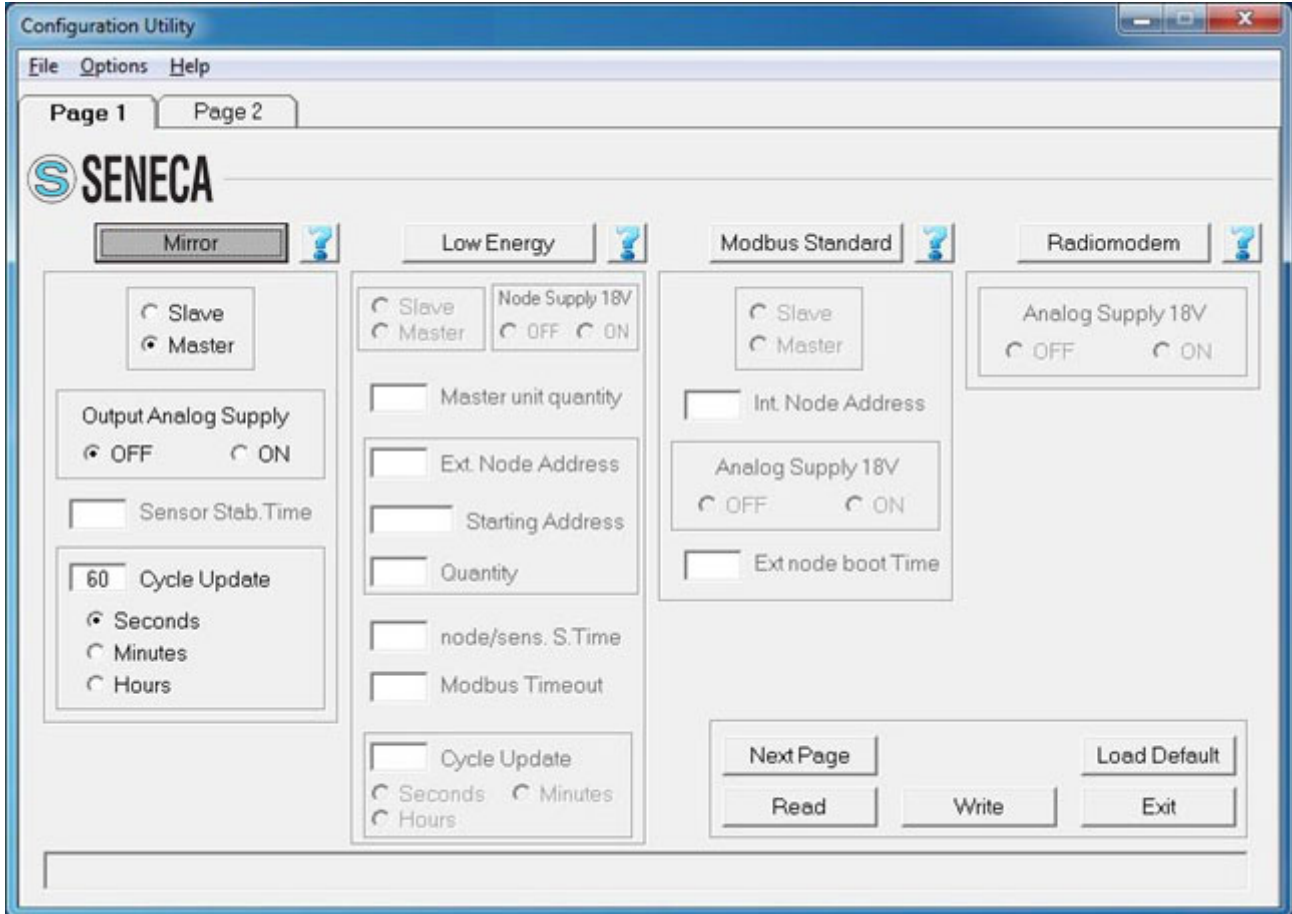 Configuration Utility
File Options Help
Page 1 Page 2
S SENECA
Mirror
Slave
Master
Output Analog Supply
OFF ON
Sensor Stab.Time
60 Cycle Update
Seconds
Minutes
Hours
Low Energy
Slave
Master
Node Supply 18V
OFF ON
Master unit quantity
Ext. Node Address
Starting Address
Quantity
node/sens. S.Time
Modbus Timeout
Cycle Update
Seconds Minutes
Hours
Modbus Standard
Slave
Master
Int. Node Address
Analog Supply 18V
OFF ON
Ext node boot Time
Radiomodem
Analog Supply 18V
OFF ON
Next Page Load Default
Read Write Exit